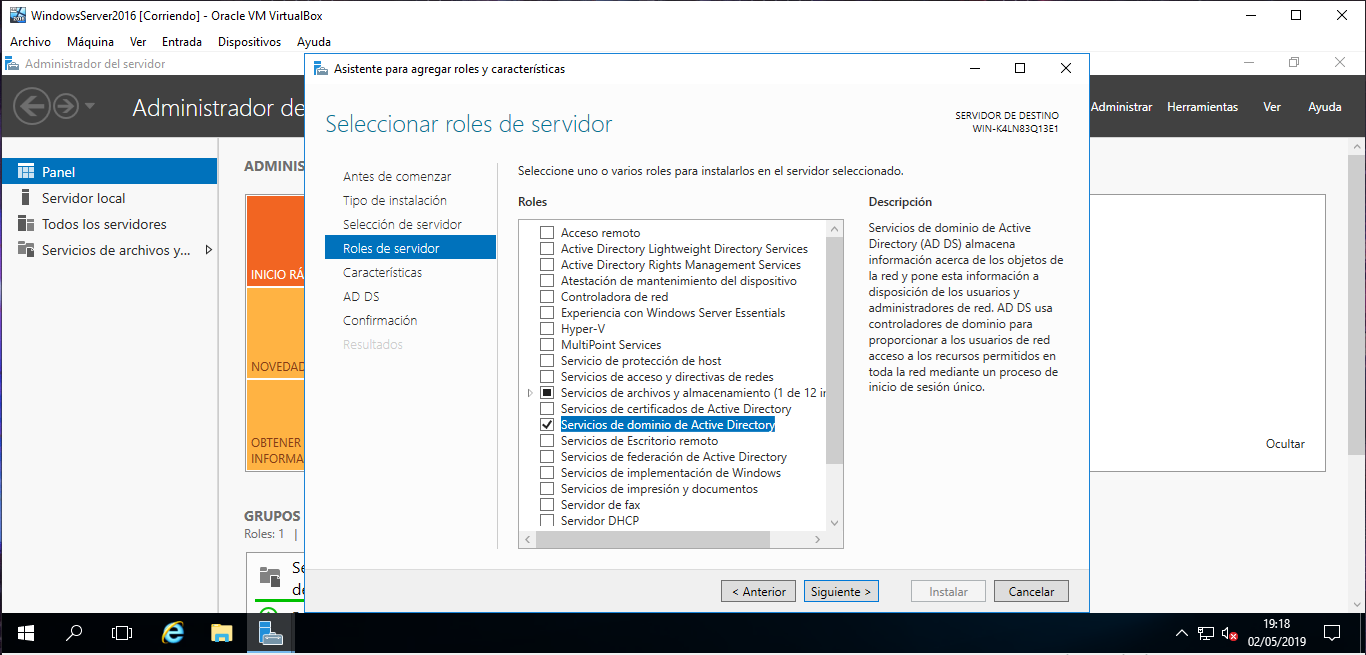 WindowsServer2016 [Corriendo] - Oracle VM VirtualBox
Archivo Máquina Ver Entrada Dispositivos Ayuda
Administrador del servidor
Asistente para agregar roles y características
Administrador de
Administrar Herramientas Ver Ayuda
Seleccionar roles de servidor
SERVIDOR DE DESTINO
WIN-K4LN83Q13E1
Panel
Servidor local
Todos los servidores
Servicios de archivos y...
ADMINIS
INICIO RÁ
NOVEDAD
OBTENER
INFORMA
GRUPOS
Roles: 1 |
Se
de
Antes de comenzar
Tipo de instalación
Selección de servidor
Roles de servidor
Características
AD DS
Confirmación
Resultados
Seleccione uno o varios roles para instalarlos en el servidor seleccionado.
Roles
Acceso remoto
Active Directory Lightweight Directory Services
Active Directory Rights Management Services
Atestación de mantenimiento del dispositivo
Controladora de red
Experiencia con Windows Server Essentials
Hyper-V
MultiPoint Services
Servicio de protección de host
Servicios de acceso y directivas de redes
Servicios de archivos y almacenamiento (1 de 12 in
Servicios de certificados de Active Directory
Servicios de dominio de Active Directory
Servicios de Escritorio remoto
Servicios de federación de Active Directory
Servicios de implementación de Windows
Servicios de impresión y documentos
Servidor de fax
Servidor DHCP
Descripción
Servicios de dominio de Active
Directory (AD DS) almacena
información acerca de los objetos de
la red y pone esta información a
disposición de los usuarios y
administradores de red. AD DS usa
controladores de dominio para
proporcionar a los usuarios de red
acceso a los recursos permitidos en
toda la red mediante un proceso de
inicio de sesión único.
Ocultar
< Anterior Siguiente > Instalar Cancelar
19:18
02/05/2019